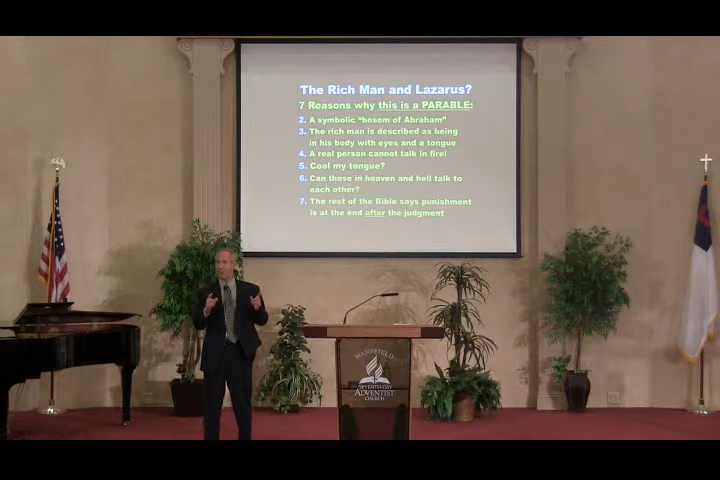 The Rich Man and Lazarus?
7 Reasons why this is a PARABLE:
2. A symbolic "bosom of Abraham"
3. The rich man is described as being
in his body with eyes and a tongue
4. A real person cannot talk in fire!
5. Cool my tongue?
6. Can those in heaven and hell talk to
each other?
7. The rest of the Bible says punishment
is at the end after the judgment
MANSFIELD
SEVENTH-DAY
ADVENTIST
CHURCH